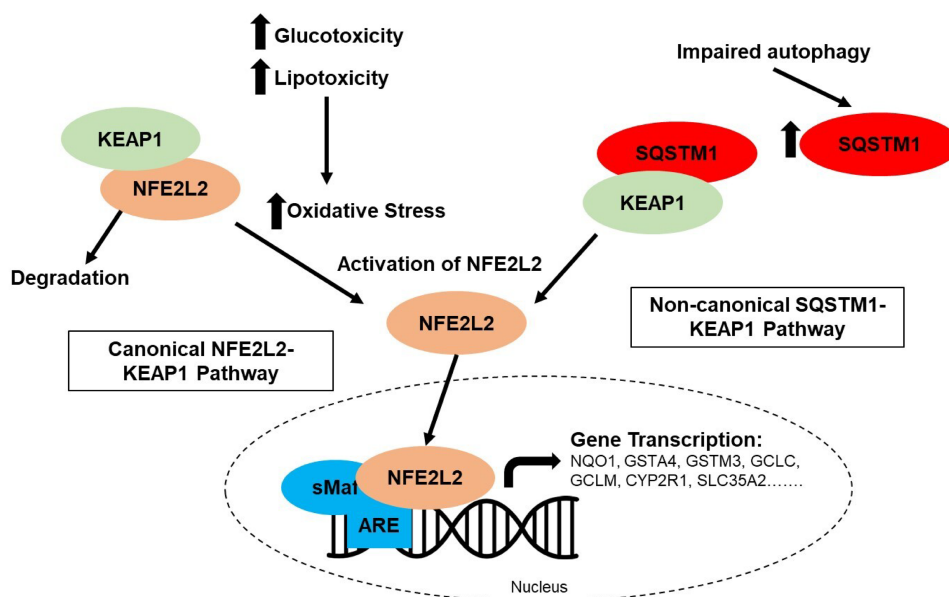 Glucotoxicity
Lipotoxicity
Impaired autophagy
KEAP1
NFE2L2
SQSTM1
SQSTM1
KEAP1
Oxidative Stress
Degradation
Activation of NFE2L2
NFE2L2
Canonical NFE2L2-
KEAP1 Pathway
Non-canonical SQSTM1-
KEAP1 Pathway
Gene Transcription:
NQO1, GSTA4, GSTM3, GCLC,
GCLM, CYP2R1, SLC35A2.......
sMaf
NFE2L2
ARE
Nucleus